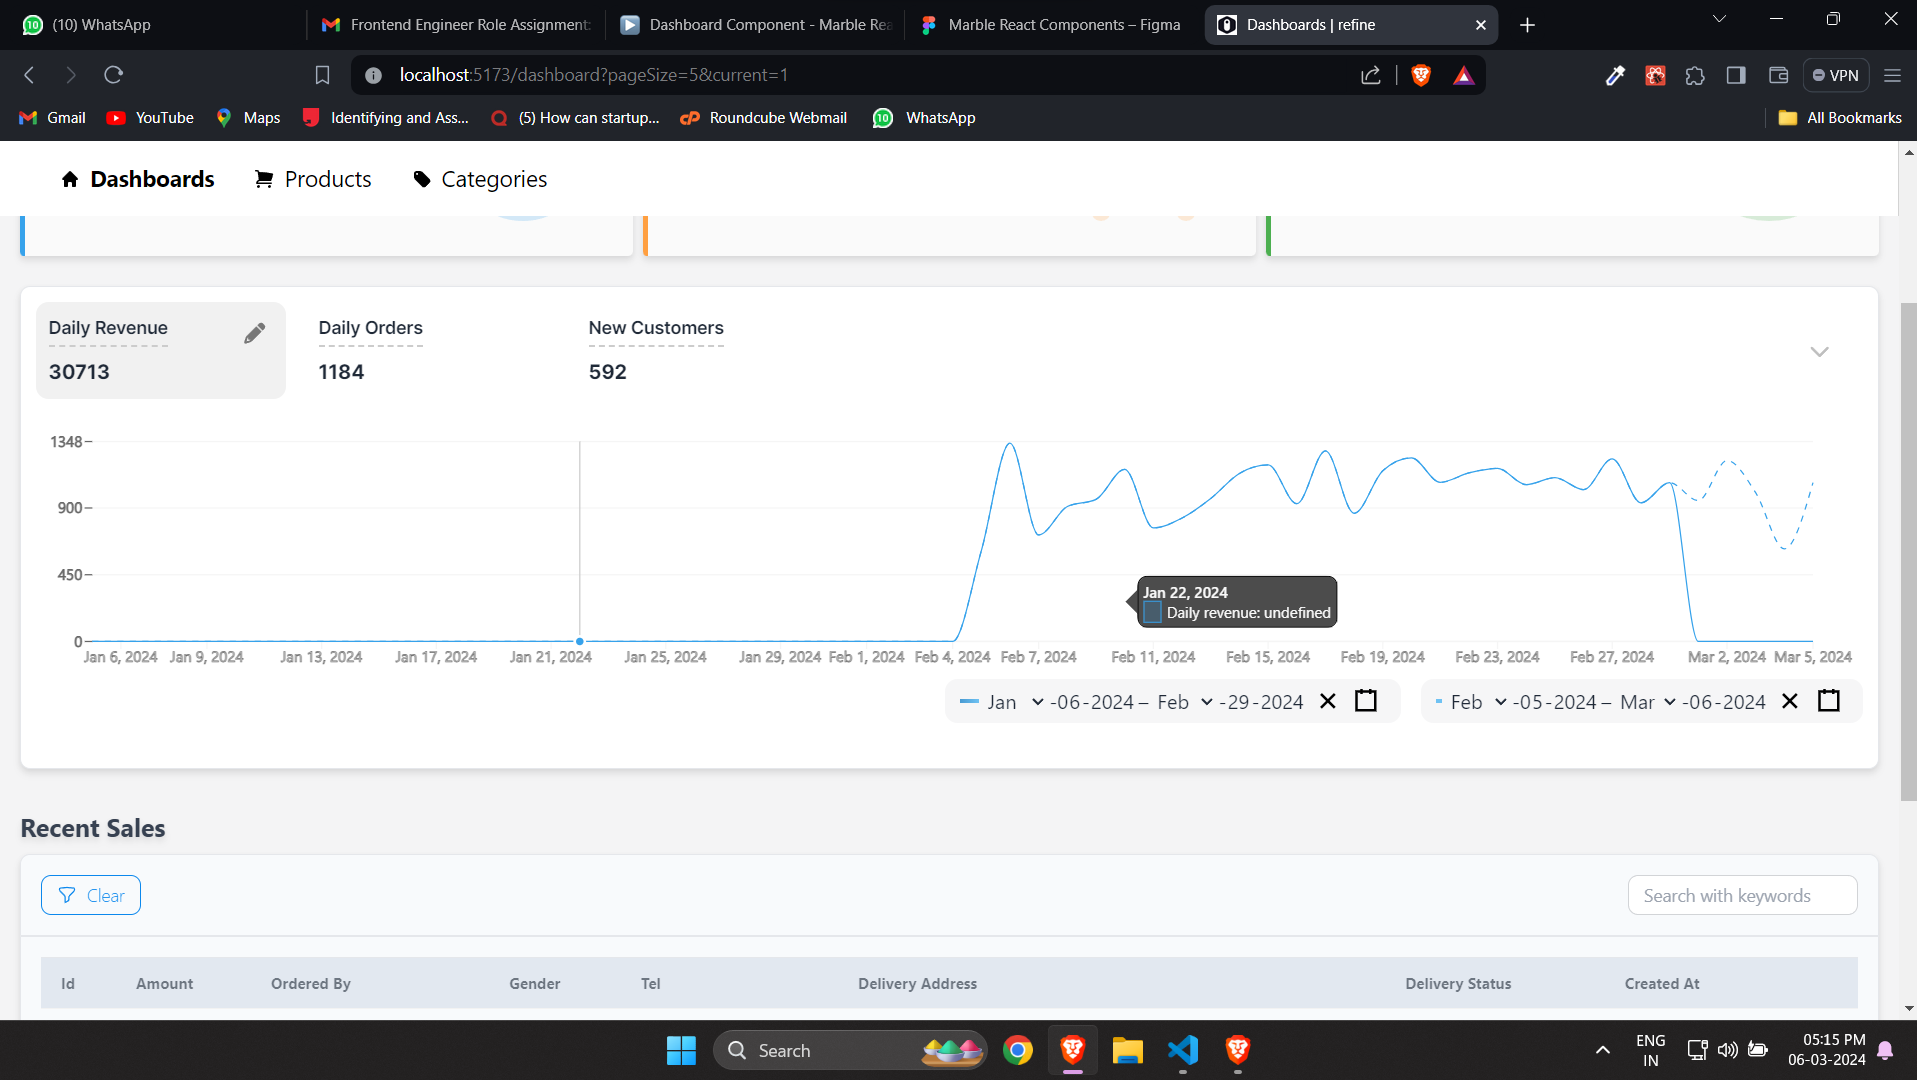 (10) WhatsApp
Frontend Engineer Role Assignment:
Dashboard Component - Marble Rea
Marble React Components – Figma
Dashboards | refine
localhost:5173/dashboard?pageSize=5&current=1
VPN
Gmail
YouTube
Maps
Identifying and Ass...
(5) How can startup...
Roundcube Webmail
10
WhatsApp
All Bookmarks
Dashboards
Products
Categories
Daily Revenue
30713
Daily Orders
1184
New Customers
592
1348
900
450
0
Jan 22, 2024
Daily revenue: undefined
Jan 6, 2024 Jan 9, 2024 Jan 13, 2024 Jan 17, 2024 Jan 21, 2024 Jan 25, 2024 Jan 29, 2024 Feb 1, 2024 Feb 4, 2024 Feb 7, 2024 Feb 11, 2024 Feb 15, 2024 Feb 19, 2024 Feb 23, 2024 Feb 27, 2024 Mar 2, 2024 Mar 5, 2024
Jan -06-2024 – Feb -29-2024
Feb -05-2024 – Mar -06-2024
Recent Sales
Clear
Search with keywords
Id Amount Ordered By Gender Tel Delivery Address Delivery Status Created At
Search
ENG
IN
05:15 PM
06-03-2024